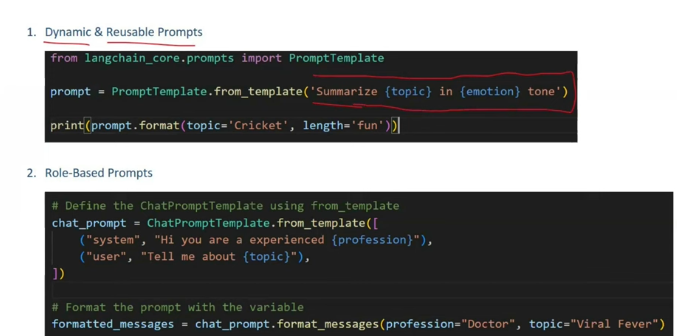 1. Dynamic & Reusable Prompts
from langchain_core.prompts import PromptTemplate
prompt = PromptTemplate.from_template('Summarize {topic} in {emotion} tone')
print(prompt.format(topic='Cricket', length='fun'))
2. Role-Based Prompts
# Define the ChatPromptTemplate using from_template
chat_prompt = ChatPromptTemplate.from_template([
("system", "Hi you are a experienced {profession}"),
("user", "Tell me about {topic}"),
])
# Format the prompt with the variable
formatted_messages = chat_prompt.format_messages(profession="Doctor", topic="Viral Fever")